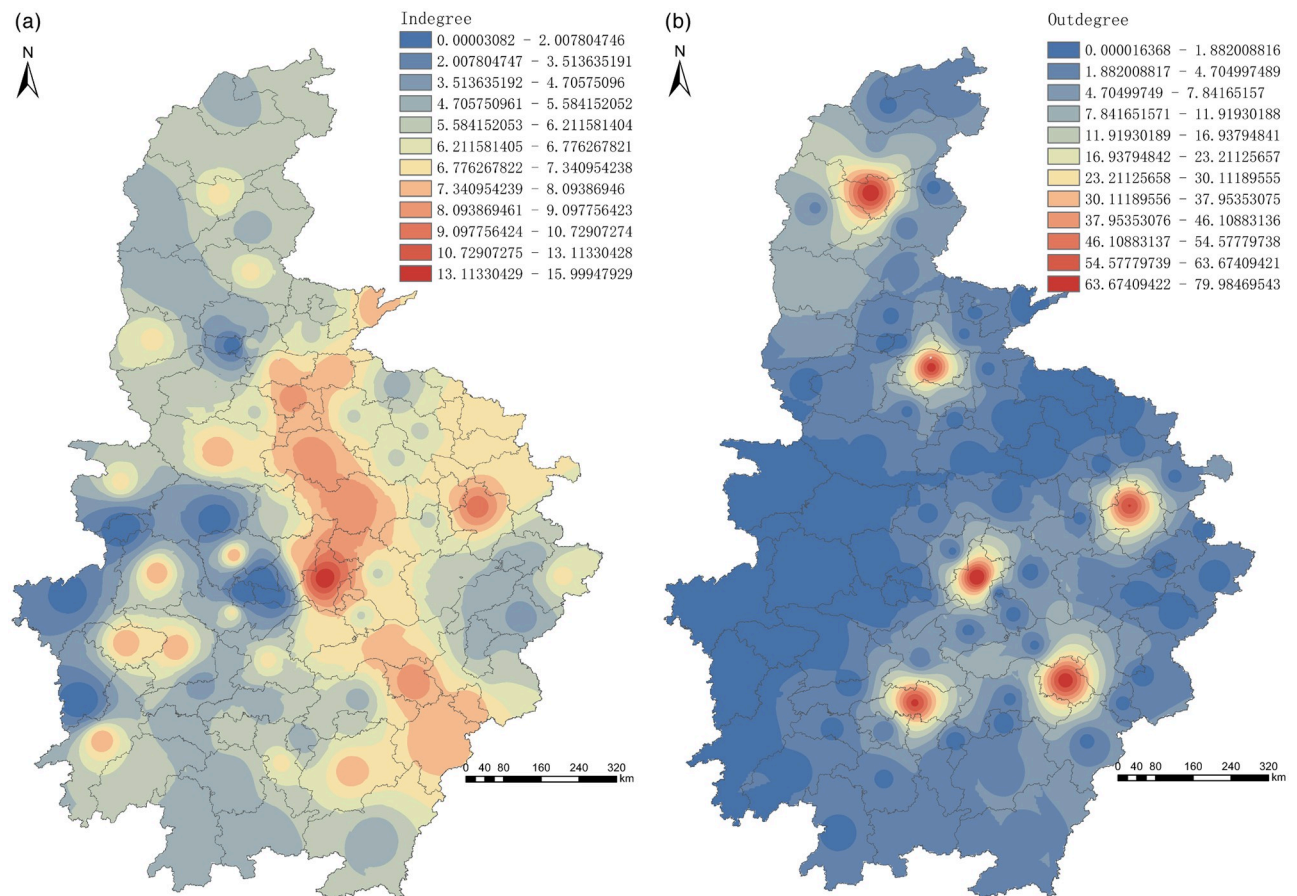 (a)
N
Indegree
0.00003082 - 2.007804746
2.007804747 - 3.513635191
3.513635192 - 4.70575096
4.705750961 - 5.584152052
5.584152053 - 6.211581404
6.211581405 - 6.776267821
6.776267822 - 7.340954238
7.340954239 - 8.09386946
8.093869461 - 9.097756423
9.097756424 - 10.72907274
10.72907275 - 13.11330428
13.11330429 - 15.99947929
0 40 80 160 240 320
km
(b)
N
Outdegree
0.000016368 - 1.882008816
1.882008817 - 4.704997489
4.70499749 - 7.84165157
7.841651571 - 11.91930188
11.91930189 - 16.93794841
16.93794842 - 23.21125657
23.21125658 - 30.11189555
30.11189556 - 37.95353075
37.95353076 - 46.10883136
46.10883137 - 54.57779738
54.57779739 - 63.67409421
63.67409422 - 79.98469543
0 40 80 160 240 320
km